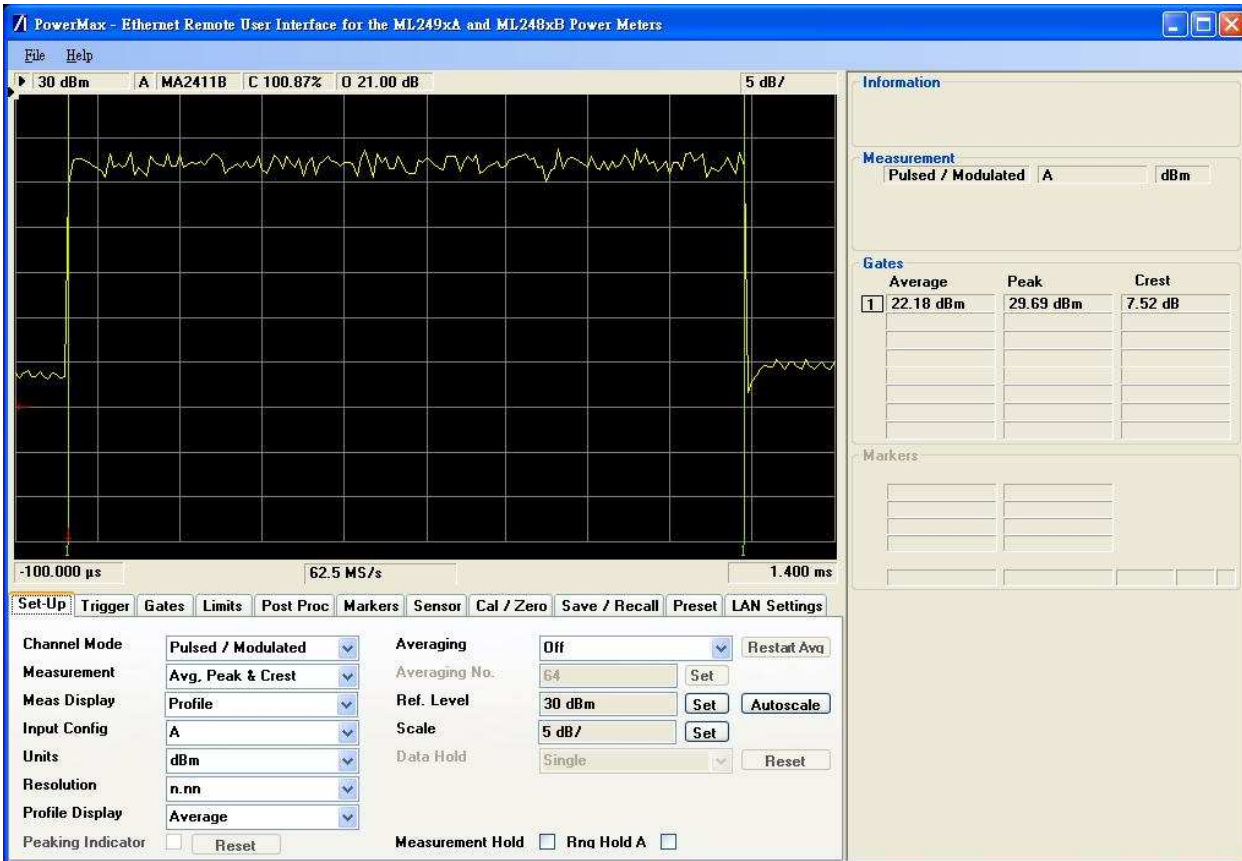 PowerMax - Ethernet Remote User Interface for the ML249xA and ML248xB Power Meters
File Help
30 dBm A MA2411B C 100.87% O 21.00 dB 5 dB/
1 1
-100.000 µs 62.5 MS/s 1.400 ms
Set-Up Trigger Gates Limits Post Proc Markers Sensor Cal / Zero Save / Recall Preset LAN Settings
Channel Mode Pulsed / Modulated Averaging Off Restart Avg
Measurement Avg, Peak & Crest Averaging No. 64 Set
Meas Display Profile Ref. Level 30 dBm Set Autoscale
Input Config A Scale 5 dB/ Set
Units dBm Data Hold Single Reset
Resolution n.nn
Profile Display Average
Peaking Indicator Reset Measurement Hold Rng Hold A
Information
Measurement
Pulsed / Modulated A dBm
Gates
Average Peak Crest
1 22.18 dBm 29.69 dBm 7.52 dB
Markers